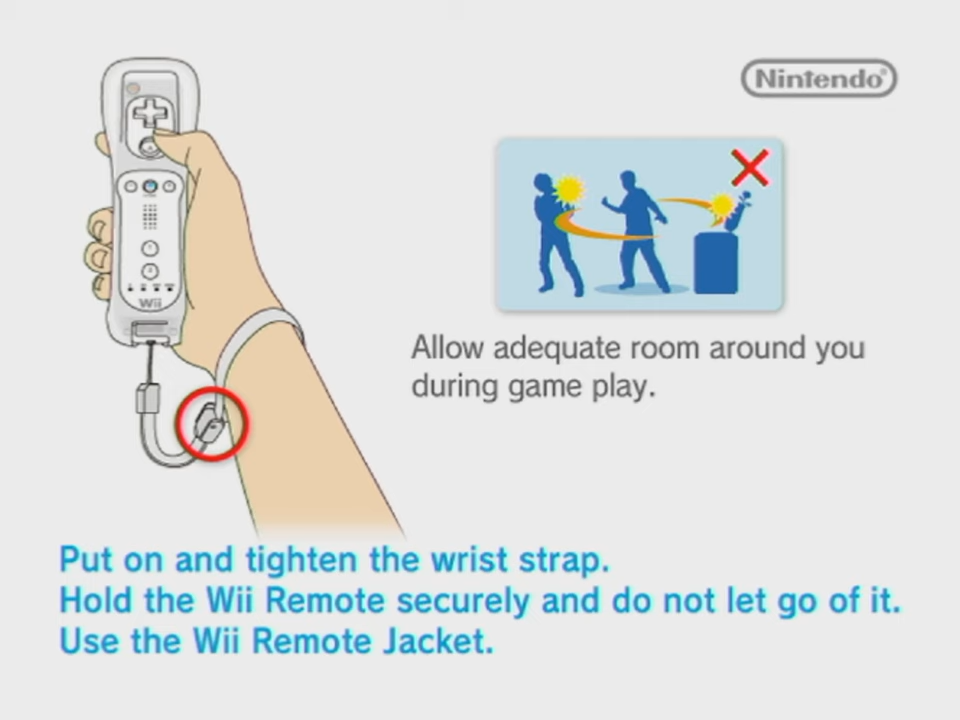 Nintendo®
Wii
Allow adequate room around you
during game play.
Put on and tighten the wrist strap.
Hold the Wii Remote securely and do not let go of it.
Use the Wii Remote Jacket.